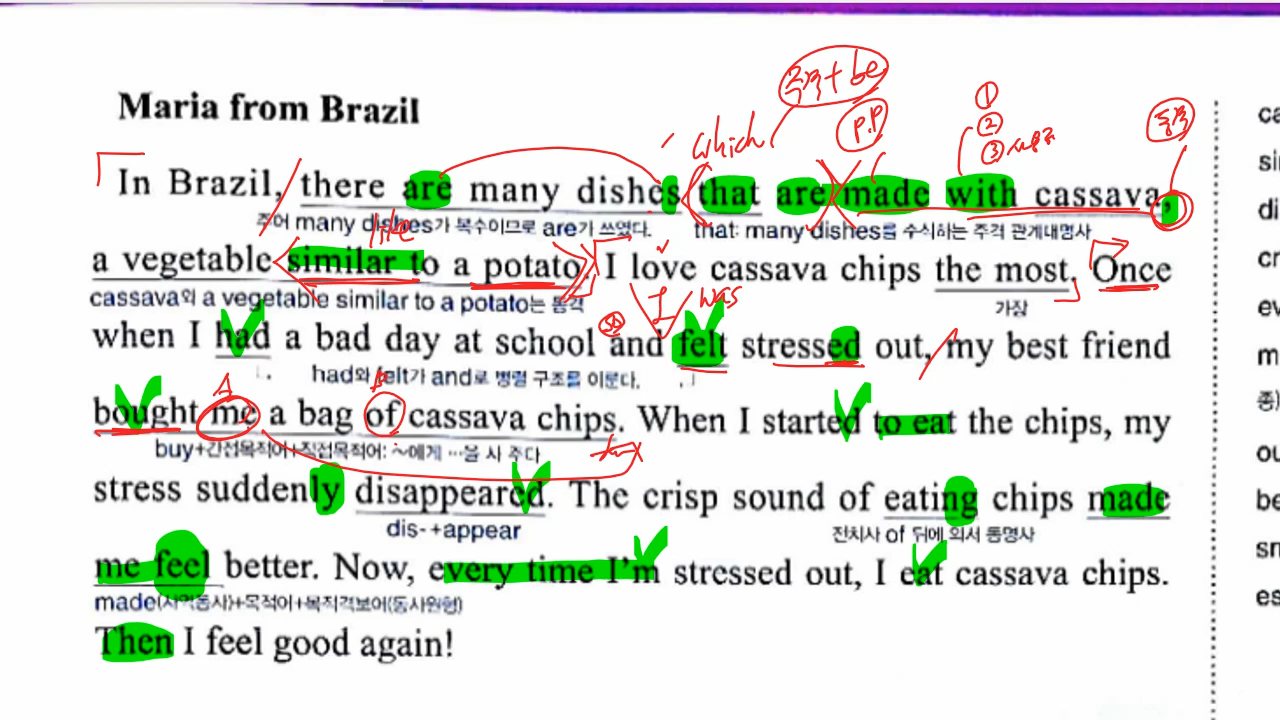 주격+be
Maria from Brazil
① which p.p ② 동격
③
In Brazil, there are many dishes that are made with cassava,
주어 many dishes가 복수이므로 are가 쓰였다. that: many dishes를 수식하는 주격 관계대명사
like
a vegetable similar to a potato. I love cassava chips the most. Once
cassava와 a vegetable similar to a potato는 동격 가장
I was
when I had a bad day at school and felt stressed out, my best friend
had와 felt가 and로 병렬 구조를 이룬다.
A B
bought me a bag of cassava chips. When I started to eat the chips, my
buy+간접목적어+직접목적어: ~에게 …을 사 주다
stress suddenly disappeared. The crisp sound of eating chips made
dis-+appear 전치사 of 뒤에 와서 동명사
me feel better. Now, every time I'm stressed out, I eat cassava chips.
made(사역동사)+목적어+목적격보어(동사원형)
Then I feel good again!